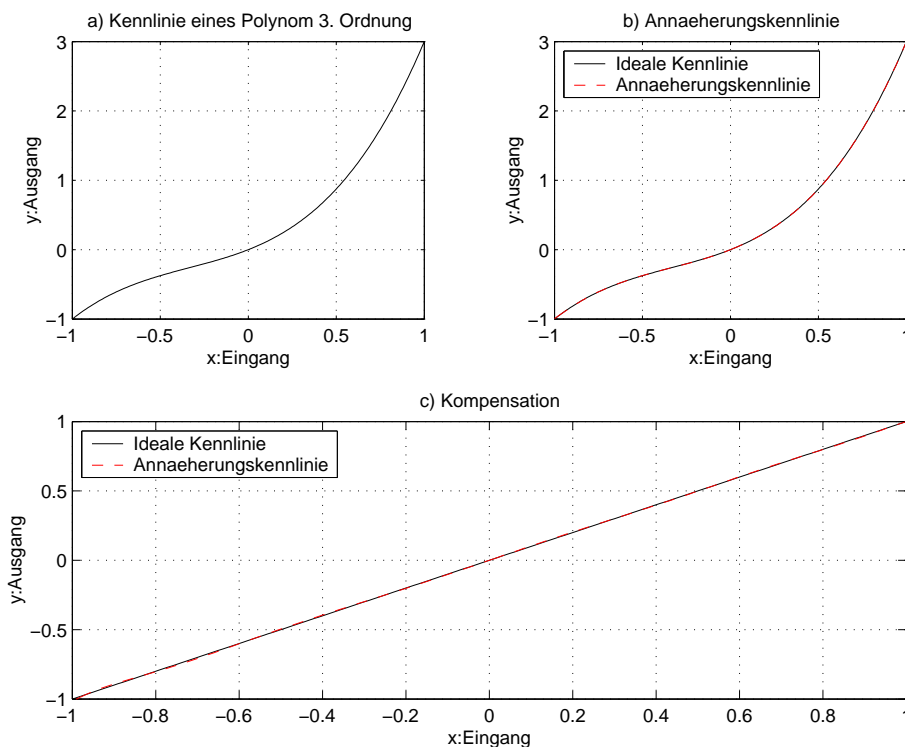 a) Kennlinie eines Polynom 3. Ordnung
3
2
1
0
−1
y:Ausgang
−1 −0.5 0 0.5 1
x:Eingang
b) Annaeherungskennlinie
Ideale Kennlinie
Annaeherungskennlinie
3
2
1
0
−1
y:Ausgang
−1 −0.5 0 0.5 1
x:Eingang
c) Kompensation
Ideale Kennlinie
Annaeherungskennlinie
1
0.5
0
−0.5
−1
y:Ausgang
−1 −0.8 −0.6 −0.4 −0.2 0 0.2 0.4 0.6 0.8 1
x:Eingang